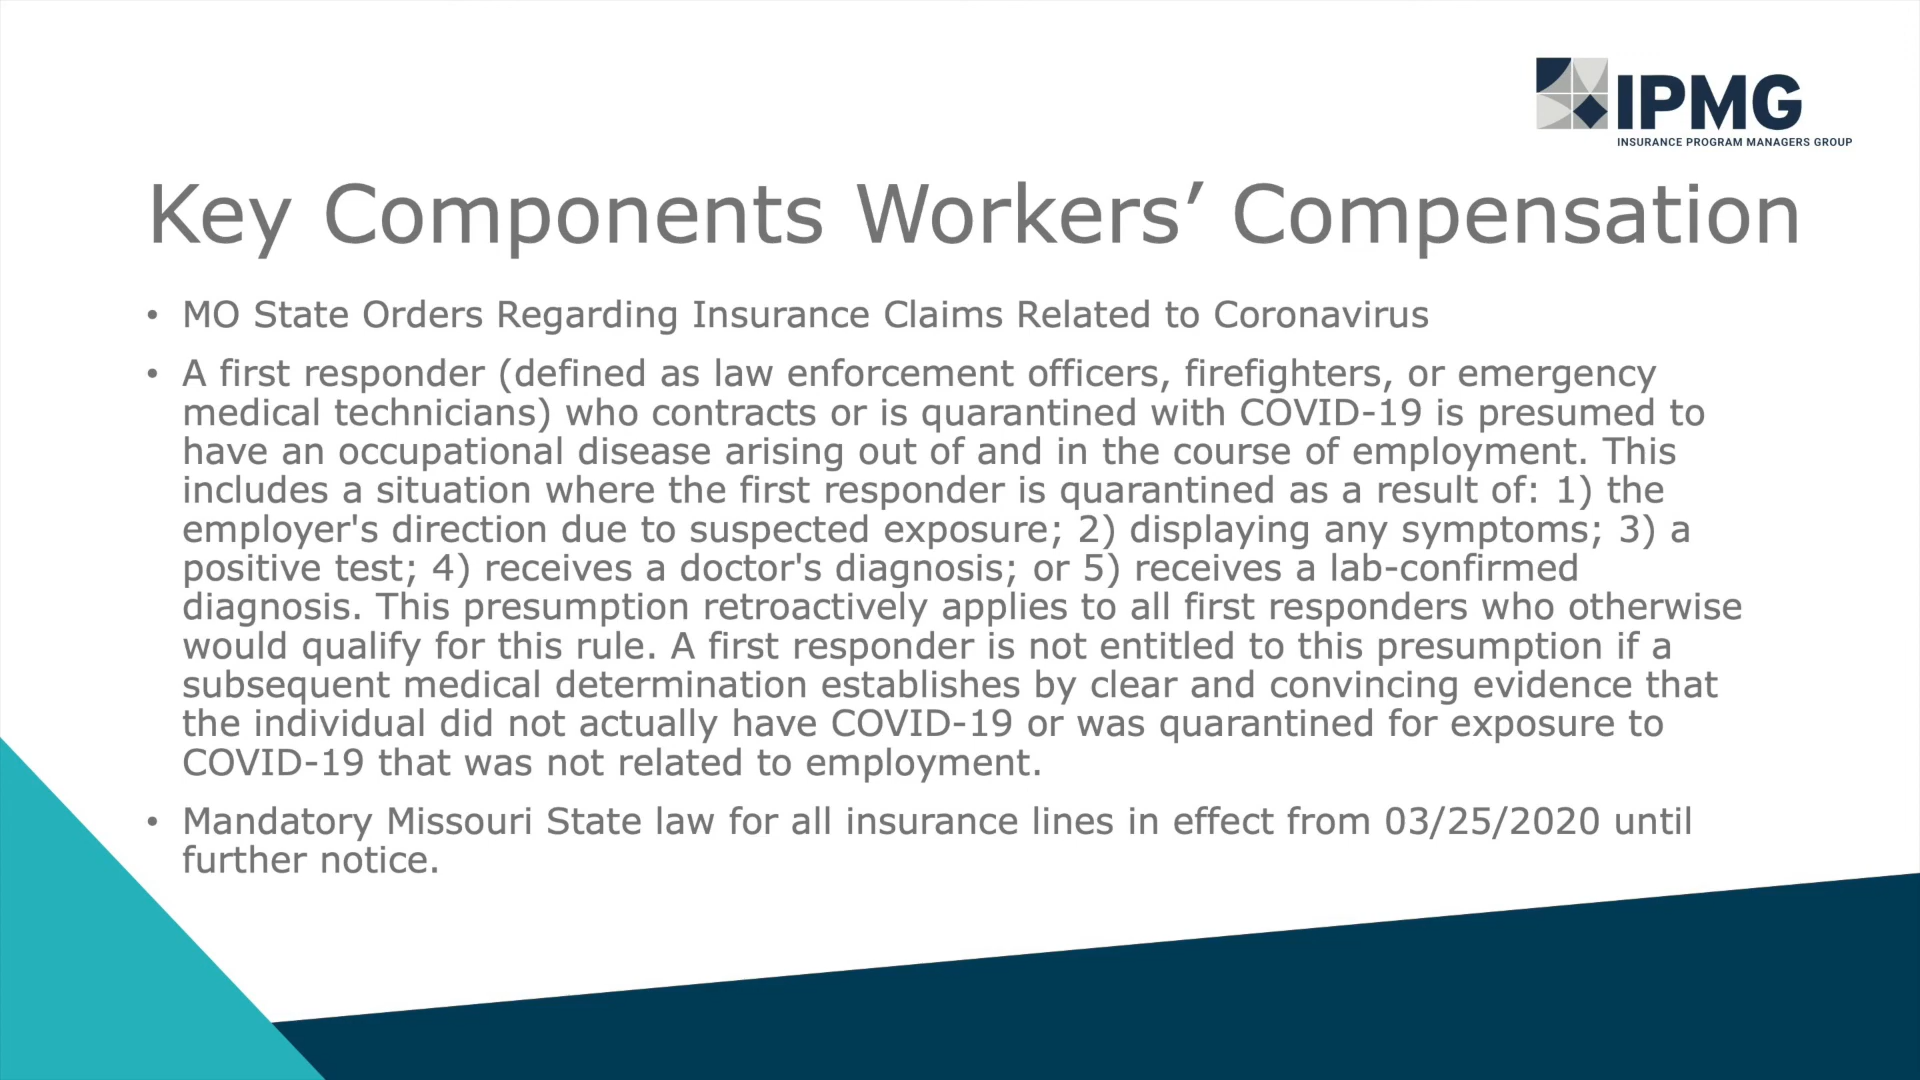 IPMG
INSURANCE PROGRAM MANAGERS GROUP
Key Components Workers’ Compensation
• MO State Orders Regarding Insurance Claims Related to Coronavirus
• A first responder (defined as law enforcement officers, firefighters, or emergency
medical technicians) who contracts or is quarantined with COVID-19 is presumed to
have an occupational disease arising out of and in the course of employment. This
includes a situation where the first responder is quarantined as a result of: 1) the
employer's direction due to suspected exposure; 2) displaying any symptoms; 3) a
positive test; 4) receives a doctor's diagnosis; or 5) receives a lab-confirmed
diagnosis. This presumption retroactively applies to all first responders who otherwise
would qualify for this rule. A first responder is not entitled to this presumption if a
subsequent medical determination establishes by clear and convincing evidence that
the individual did not actually have COVID-19 or was quarantined for exposure to
COVID-19 that was not related to employment.
• Mandatory Missouri State law for all insurance lines in effect from 03/25/2020 until
further notice.